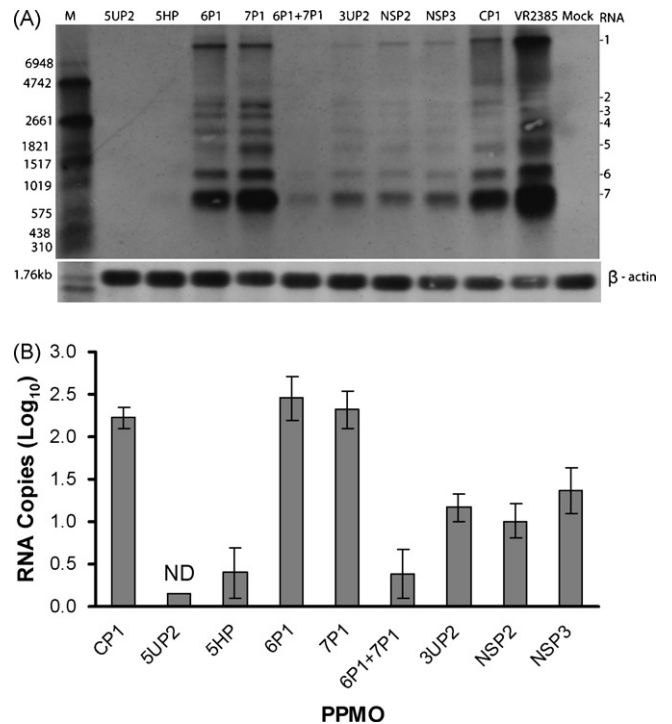 (A)
M 5UP2 5HP 6P1 7P1 6P1+7P1 3UP2 NSP2 NSP3 CP1 VR2385 Mock RNA
6948
4742
2661
1821
1517
1019
575
438
310
-1
-2
-3
-4
-5
-6
-7
1.76kb
β - actin
(B)
RNA Copies (Log10)
3.0
2.5
2.0
1.5
1.0
0.5
0.0
ND
CP1 5UP2 5HP 6P1 7P1 6P1+7P1 3UP2 NSP2 NSP3
PPMO